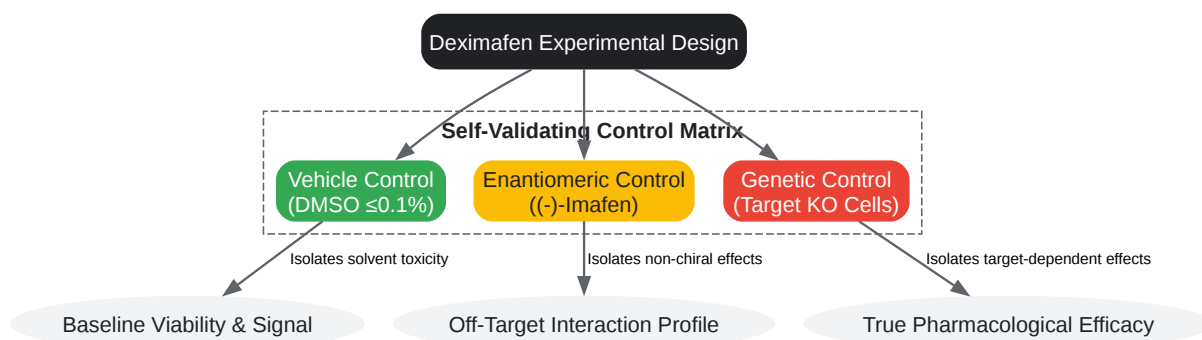 Deximafen Experimental Design
Self-Validating Control Matrix
Vehicle Control
(DMSO ≤0.1%)
Enantiomeric Control
((-)-Imafen)
Genetic Control
(Target KO Cells)
Isolates solvent toxicity
Isolates non-chiral effects
Isolates target-dependent effects
Baseline Viability & Signal
Off-Target Interaction Profile
True Pharmacological Efficacy